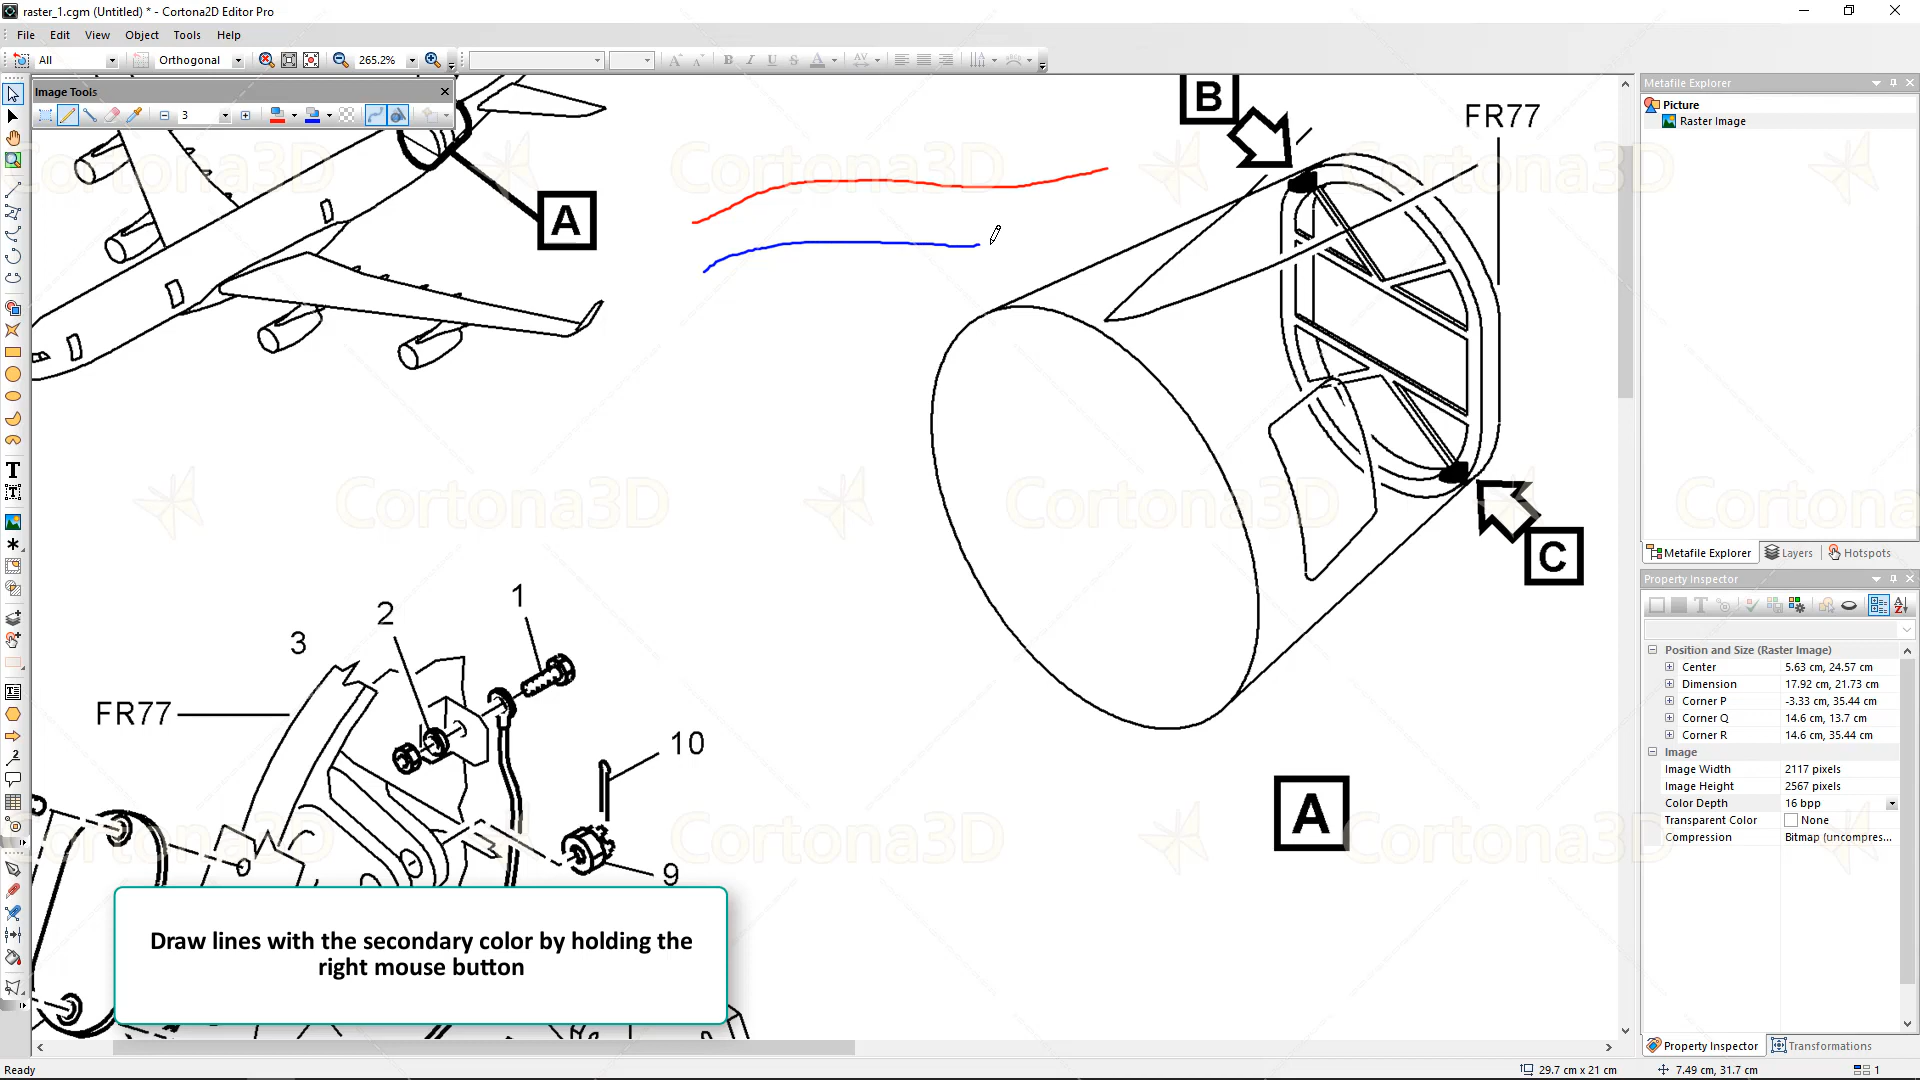 raster_1.cgm (Untitled) * - Cortona2D Editor Pro
File Edit View Object Tools Help
All Orthogonal 265.2%
Image Tools
3
B
FR77
A
C
1
2
3
FR77
10
9
A
Draw lines with the secondary color by holding the
right mouse button
Cortona3D
Metafile Explorer
Picture
Raster Image
Metafile Explorer Layers Hotspots
Property Inspector
Position and Size (Raster Image)
Center 5.63 cm, 24.57 cm
Dimension 17.92 cm, 21.73 cm
Corner P -3.33 cm, 35.44 cm
Corner Q 14.6 cm, 13.7 cm
Corner R 14.6 cm, 35.44 cm
Image
Image Width 2117 pixels
Image Height 2567 pixels
Color Depth 16 bpp
Transparent Color None
Compression Bitmap (uncompres...
Property Inspector Transformations
Ready 29.7 cm x 21 cm 7.49 cm, 31.7 cm 1